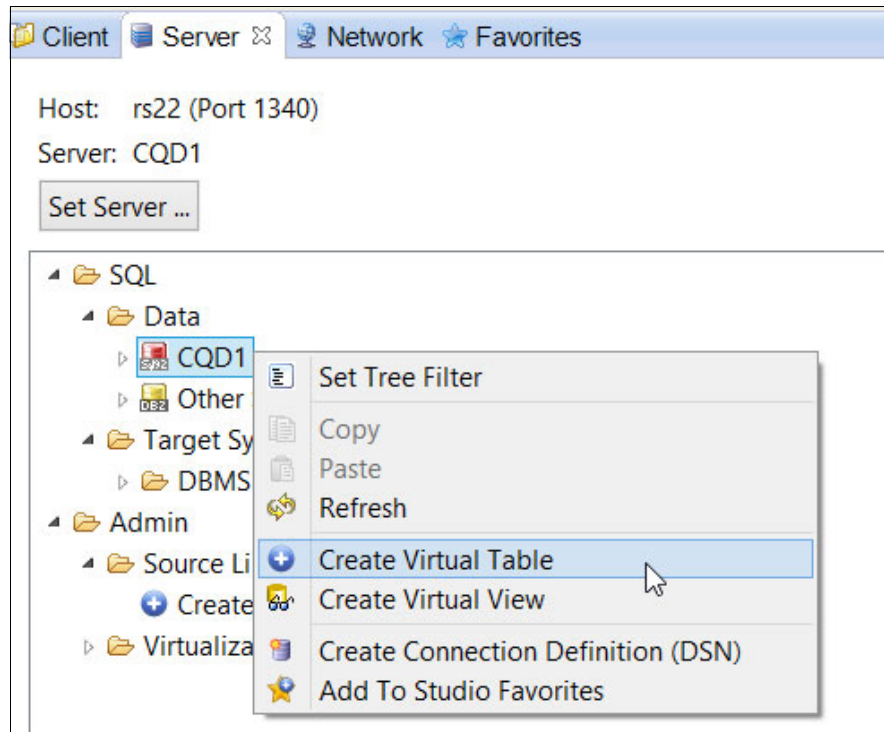 Client Server Network Favorites
Host: rs22 (Port 1340)
Server: CQD1
Set Server ...
SQL
Data
CQD1
Other
Target Sy
DBMS
Admin
Source Li
Create
Virtualiza
Set Tree Filter
Copy
Paste
Refresh
Create Virtual Table
Create Virtual View
Create Connection Definition (DSN)
Add To Studio Favorites